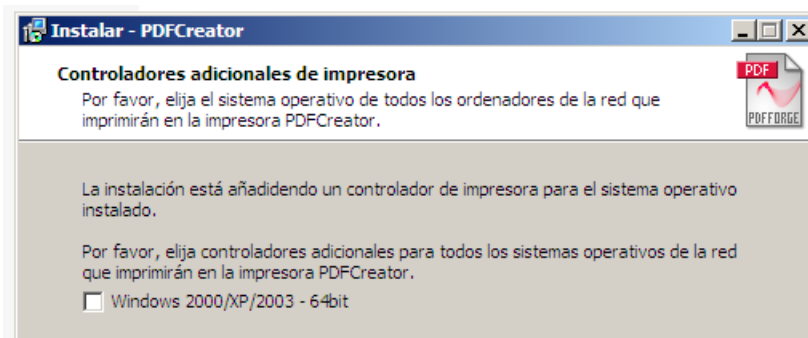 Instalar - PDFCreator
Controladores adicionales de impresora
Por favor, elija el sistema operativo de todos los ordenadores de la red que
imprimirán en la impresora PDFCreator.
PDF
PDFFORGE
La instalación está añadidendo un controlador de impresora para el sistema operativo
instalado.
Por favor, elija controladores adicionales para todos los sistemas operativos de la red
que imprimirán en la impresora PDFCreator.
Windows 2000/XP/2003 - 64bit